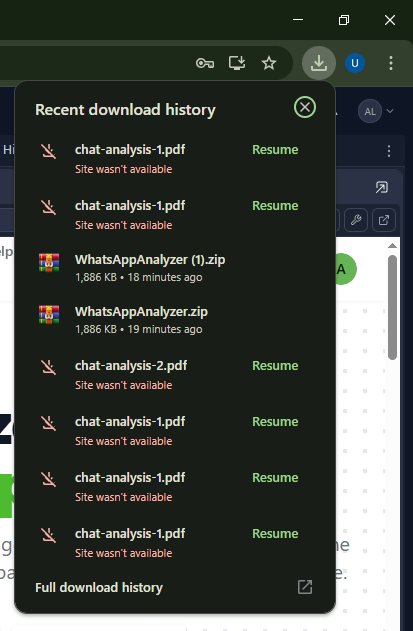 U
AL
Hi
Recent download history
chat-analysis-1.pdf
Resume
Site wasn't available
chat-analysis-1.pdf
Resume
Site wasn't available
elp
A
WhatsAppAnalyzer (1).zip
1,886 KB • 18 minutes ago
WhatsAppAnalyzer.zip
1,886 KB • 19 minutes ago
chat-analysis-2.pdf
Resume
Site wasn't available
chat-analysis-1.pdf
Resume
Site wasn't available
chat-analysis-1.pdf
Resume
Site wasn't available
chat-analysis-1.pdf
Resume
Site wasn't available
Full download history